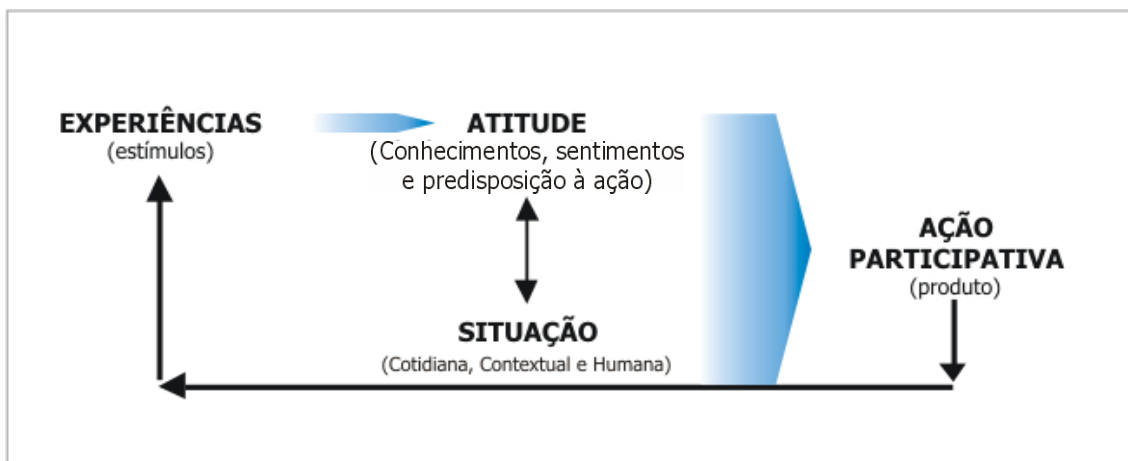 EXPERIÊNCIAS
(estímulos)
ATITUDE
(Conhecimentos, sentimentos
e predisposição à ação)
SITUAÇÃO
(Cotidiana, Contextual e Humana)
AÇÃO
PARTICIPATIVA
(produto)